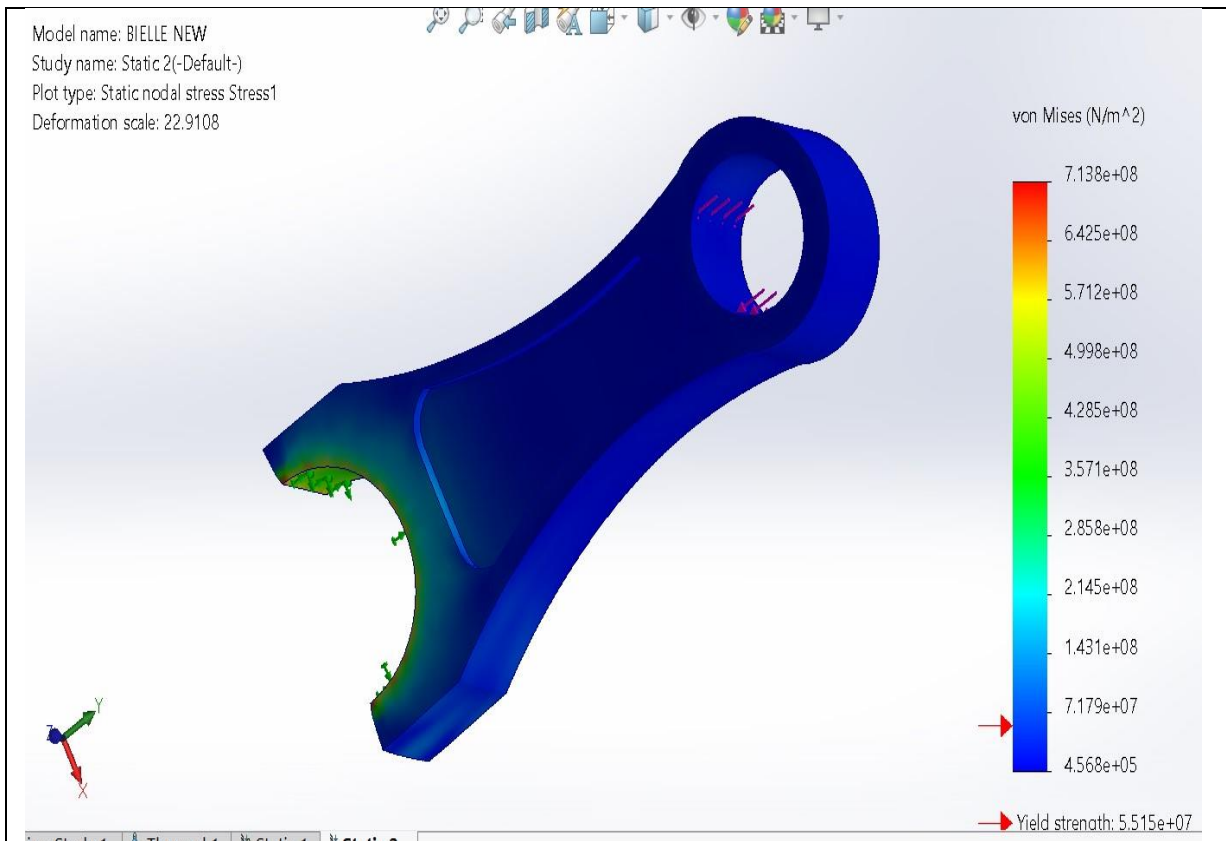 Model name: BIELLE NEW
Study name: Static 2(-Default-)
Plot type: Static nodal stress Stress1
Deformation scale: 22.9108
von Mises (N/m^2)
7.138e+08
6.425e+08
5.712e+08
4.998e+08
4.285e+08
3.571e+08
2.858e+08
2.145e+08
1.431e+08
7.179e+07
4.568e+05
Yield strength: 5.515e+07
Y
Z
X